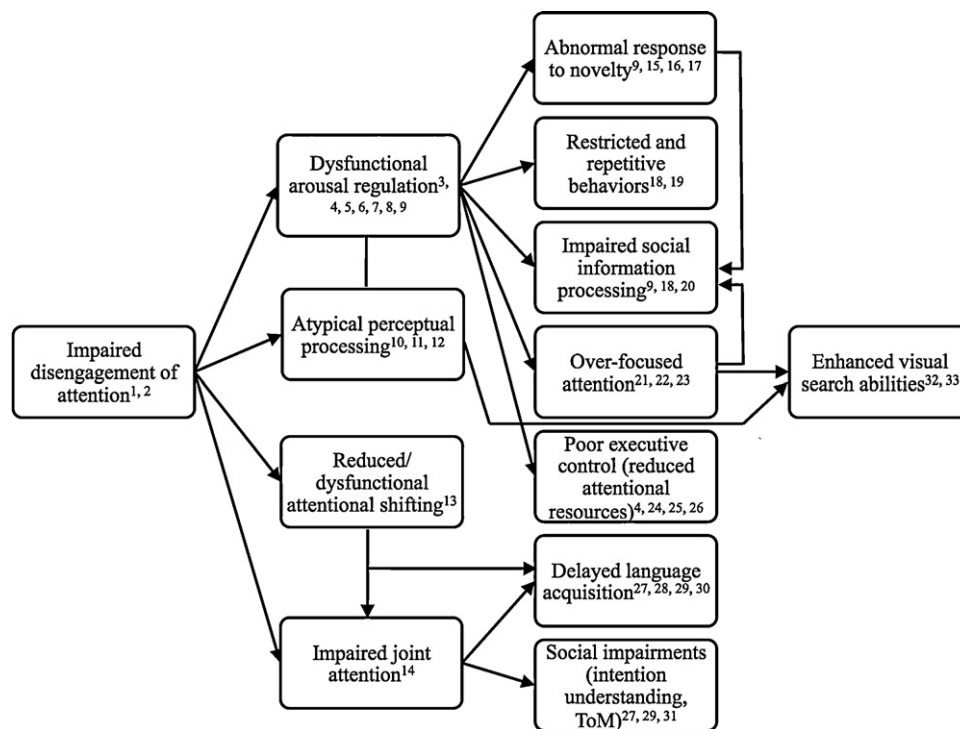 Abnormal response
to novelty9, 15, 16, 17
Dysfunctional
arousal regulation3,
4, 5, 6, 7, 8, 9
Restricted and
repetitive
behaviors18, 19
Impaired social
information
processing9, 18, 20
Atypical perceptual
processing10, 11, 12
Impaired
disengagement of
attention1, 2
Over-focused
attention21, 22, 23
Enhanced visual
search abilities32, 33
Reduced/
dysfunctional
attentional shifting13
Poor executive
control (reduced
attentional
resources)4, 24, 25, 26
Delayed language
acquisition27, 28, 29, 30
Impaired joint
attention14
Social impairments
(intention
understanding,
ToM)27, 29, 31